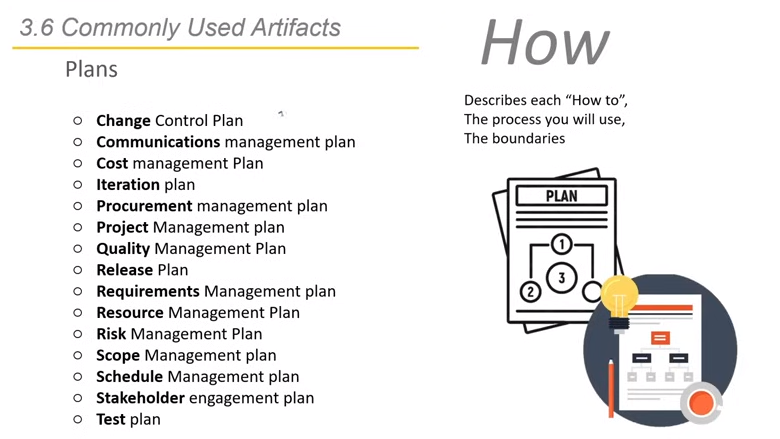 3.6 Commonly Used Artifacts
Plans
○ Change Control Plan
○ Communications management plan
○ Cost management Plan
○ Iteration plan
○ Procurement management plan
○ Project Management plan
○ Quality Management Plan
○ Release Plan
○ Requirements Management plan
○ Resource Management Plan
○ Risk Management Plan
○ Scope Management plan
○ Schedule Management plan
○ Stakeholder engagement plan
○ Test plan
How
Describes each “How to”,
The process you will use,
The boundaries
PLAN
1
2
3